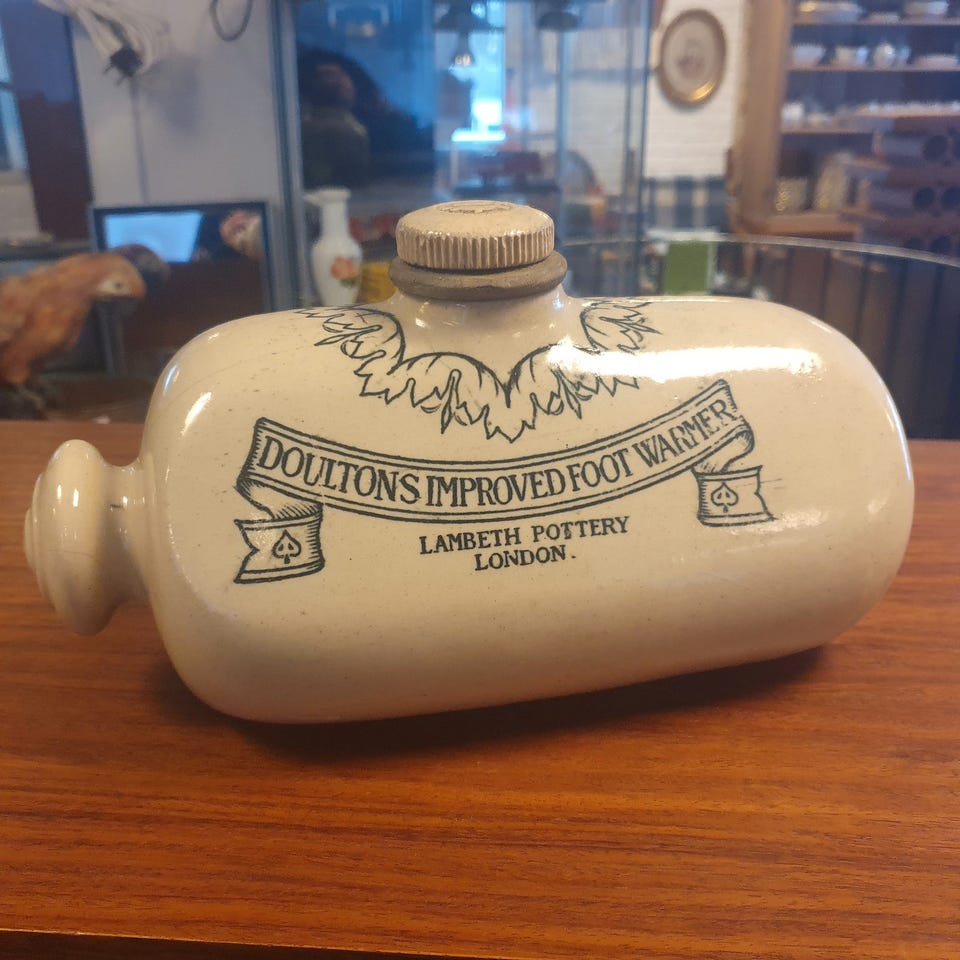 DOULTONS IMPROVED FOOT WARMER
LAMBETH POTTERY
LONDON.